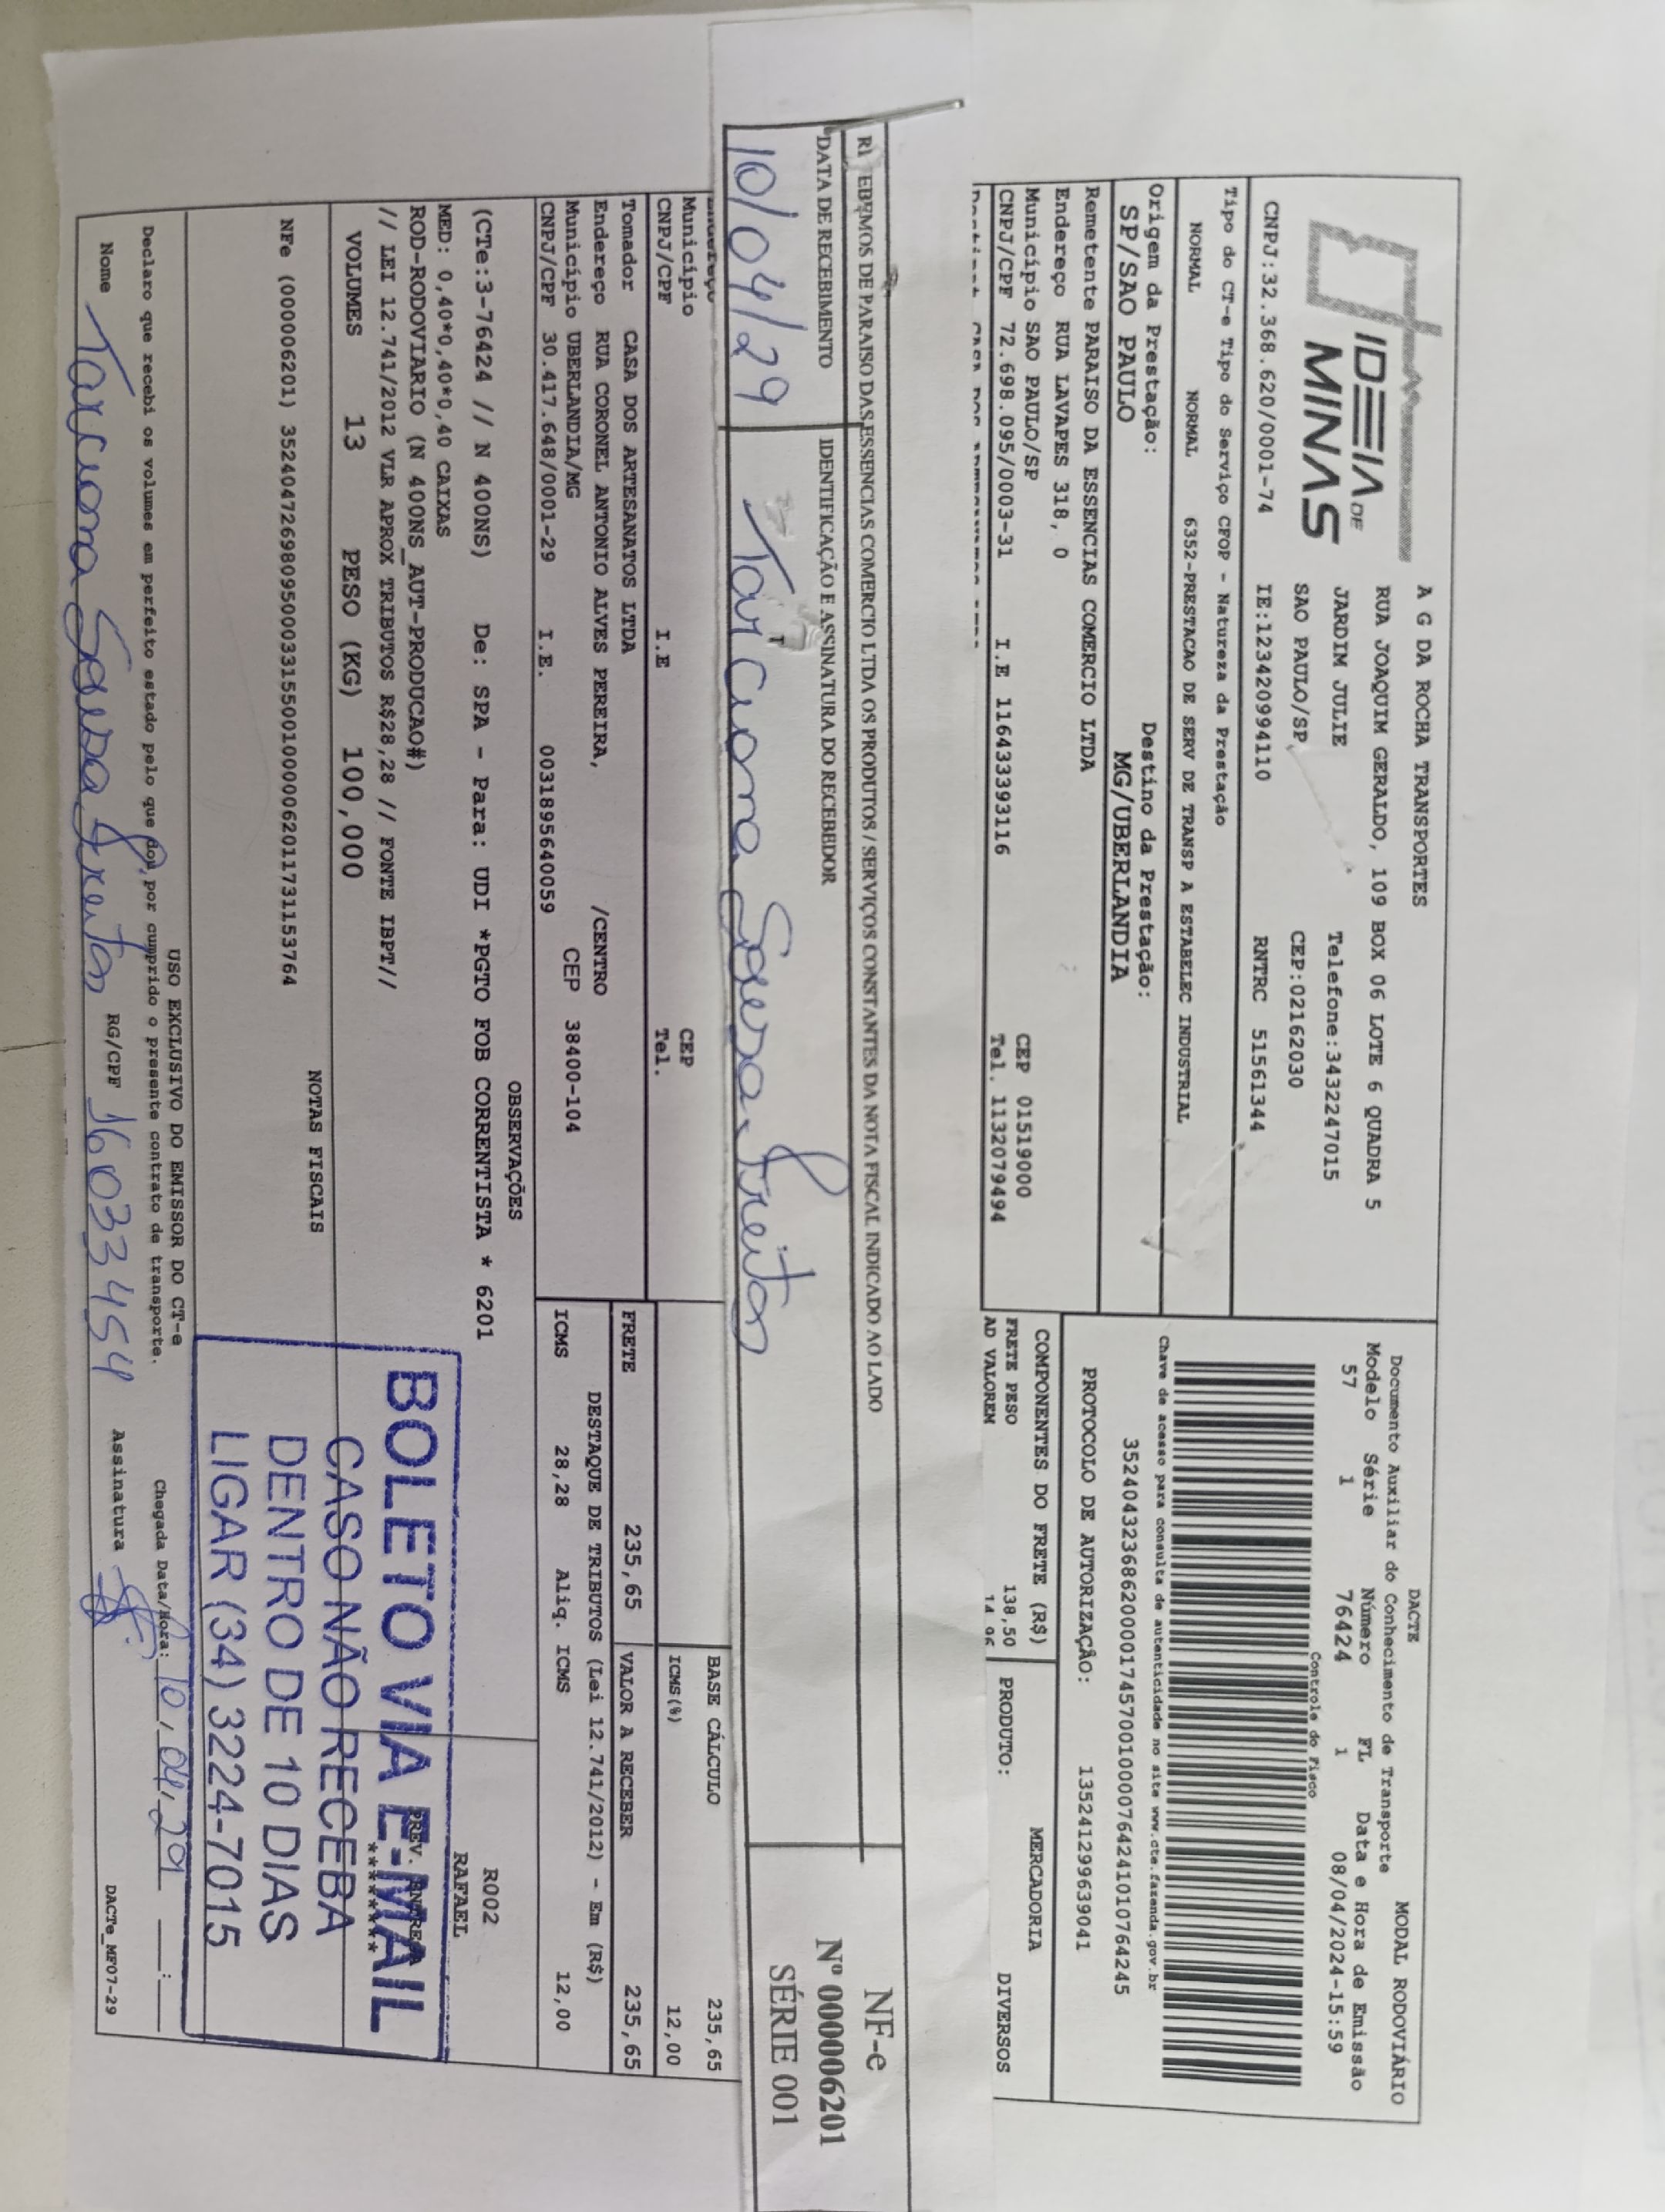 IDEIA DE
MINAS
A G DA ROCHA TRANSPORTES
RUA JOAQUIM GERALDO, 109 BOX 06 LOTE 6 QUADRA 5
JARDIM JULIE Telefone:3432247015
SAO PAULO/SP CEP:02162030
CNPJ:32.368.620/0001-74 IE:123420994110 RNTRC 51561344
Tipo do CT-e Tipo do Serviço CFOP - Natureza da Prestação
NORMAL NORMAL 6352-PRESTACAO DE SERV DE TRANSP A ESTABELEC INDUSTRIAL
Origem da Prestação: Destino da Prestação:
SP/SAO PAULO MG/UBERLANDIA
Remetente PARAISO DA ESSENCIAS COMERCIO LTDA
Endereço RUA LAVAPES 318, 0
Município SAO PAULO/SP CEP 01519000
CNPJ/CPF 72.698.095/0003-31 I.E 116433393116 Tel. 1132079494
DACTE MODAL RODOVIÁRIO
Documento Auxiliar do Conhecimento de Transporte
Modelo Série Número FL Data e Hora de Emissão
57 1 76424 1 08/04/2024-15:59
Controle do Fisco
Chave de acesso para consulta de autenticidade no site www.cte.fazenda.gov.br
35240432368620000174570010000764241010764245
PROTOCOLO DE AUTORIZAÇÃO: 135241299639041
COMPONENTES DO FRETE (R$) PRODUTO: MERCADORIA DIVERSOS
FRETE PESO 138,50
AD VALOREM 14,96
EBEMOS DE PARAISO DAS ESSENCIAS COMERCIO LTDA OS PRODUTOS / SERVIÇOS CONSTANTES DA NOTA FISCAL INDICADO AO LADO
DATA DE RECEBIMENTO IDENTIFICAÇÃO E ASSINATURA DO RECEBEDOR
10/04/29 Tarciana Sousa Freitas
NF-e
Nº 000006201
SÉRIE 001
Município CEP
CNPJ/CPF I.E Tel.
BASE CÁLCULO 235,65
ICMS(%) 12,00
Tomador CASA DOS ARTESANATOS LTDA
Endereço RUA CORONEL ANTONIO ALVES PEREIRA, /CENTRO
Município UBERLANDIA/MG CEP 38400-104
CNPJ/CPF 30.417.648/0001-29 I.E. 0031895640059
FRETE 235,65 VALOR A RECEBER 235,65
DESTAQUE DE TRIBUTOS (Lei 12.741/2012) - Em (R$)
ICMS 28,28 Aliq. ICMS 12,00
OBSERVAÇÕES
(CTe:3-76424 // N 400NS) De: SPA - Para: UDI *PGTO FOB CORRENTISTA * 6201
MED: 0,40*0,40*0,40 CAIXAS
ROD-RODOVIARIO (N 400NS_AUT-PRODUCAO#)
// LEI 12.741/2012 VLR APROX TRIBUTOS R$28,28 // FONTE IBPT//
R002
RAFAEL
PREV. ENTREGA
********
VOLUMES 13 PESO (KG) 100,000
NOTAS FISCAIS
NFe (000006201) 35240472698095000331550010000062011731153764
BOLETO VIA E-MAIL
CASO NÃO RECEBA
DENTRO DE 10 DIAS
LIGAR (34) 3224-7015
USO EXCLUSIVO DO EMISSOR DO CT-e
Declaro que recebi os volumes em perfeito estado pelo que dou por cumprido o presente contrato de transporte. Chegada Data/Hora: 10/04/29 ___:___
Nome Tarciana Sousa Freitas RG/CPF 16033454 Assinatura
DACTe_MF07-29